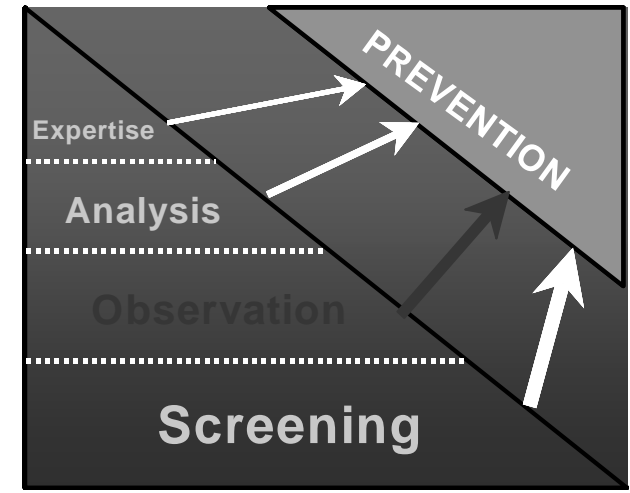 PREVENTION
Expertise
Analysis
Observation
Screening